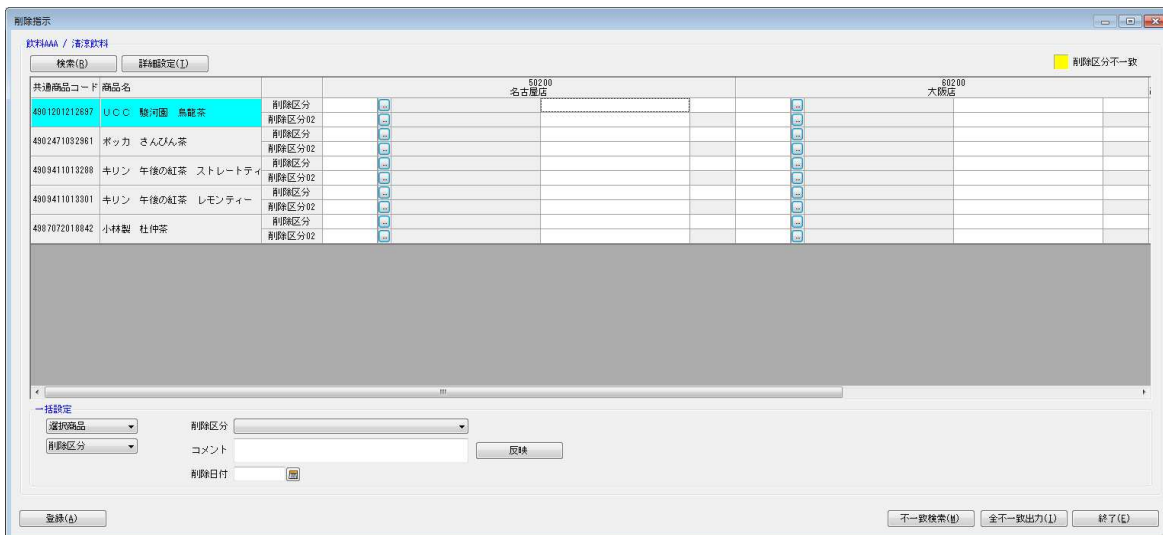 削除指示
飲料AAA / 清涼飲料
検索(R) 詳細設定(I) 削除区分不一致
共通商品コード 商品名 50200 名古屋店 60200 大阪店
4901201212697 UCC 駿河園 烏龍茶 削除区分
削除区分02
4902471032961 ポッカ さんぴん茶 削除区分
削除区分02
4909411013288 キリン 午後の紅茶 ストレートティ 削除区分
削除区分02
4909411013301 キリン 午後の紅茶 レモンティー 削除区分
削除区分02
4987072018842 小林製 杜仲茶 削除区分
削除区分02
一括設定
選択商品 削除区分
削除区分 コメント 反映
削除日付
登録(A) 不一致検索(M) 全不一致出力(I) 終了(E)